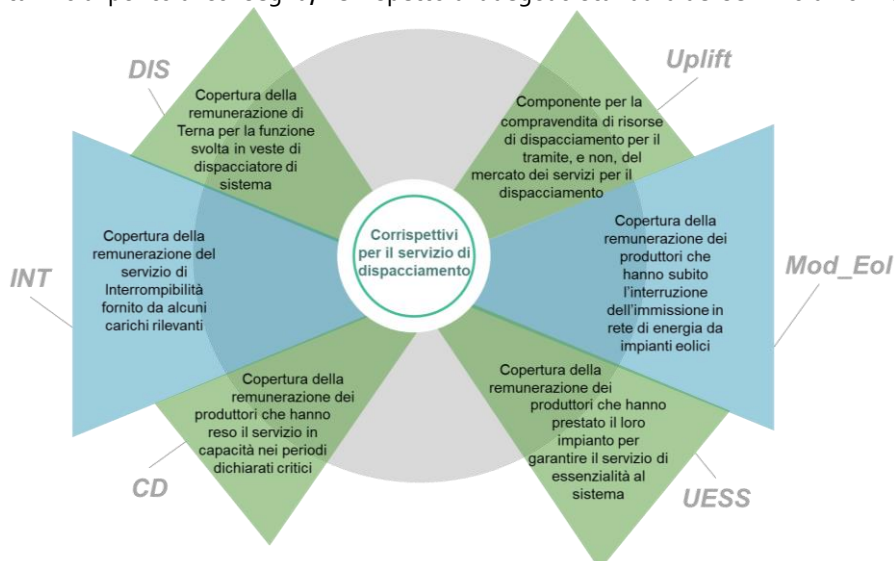 DIS
Copertura della
remunerazione di
Terna per la funzione
svolta in veste di
dispacciatore di
sistema
Uplift
Componente per la
compravendita di risorse
di dispacciamento per il
tramite, e non, del
mercato dei servizi per il
dispacciamento
INT
Copertura della
remunerazione del
servizio di
Interrompibilità
fornito da alcuni
carichi rilevanti
Corrispettivi
per il servizio di
dispacciamento
Copertura della
remunerazione dei
produttori che
hanno subito
l'interruzione
dell'immissione in
rete di energia da
impianti eolici
Mod_Eol
Copertura della
remunerazione dei
produttori che hanno
reso il servizio in
capacità nei periodi
dichiarati critici
CD
Copertura della
remunerazione dei
produttori che hanno
prestato il loro
impianto per
garantire il servizio di
essenzialità al
sistema
UESS